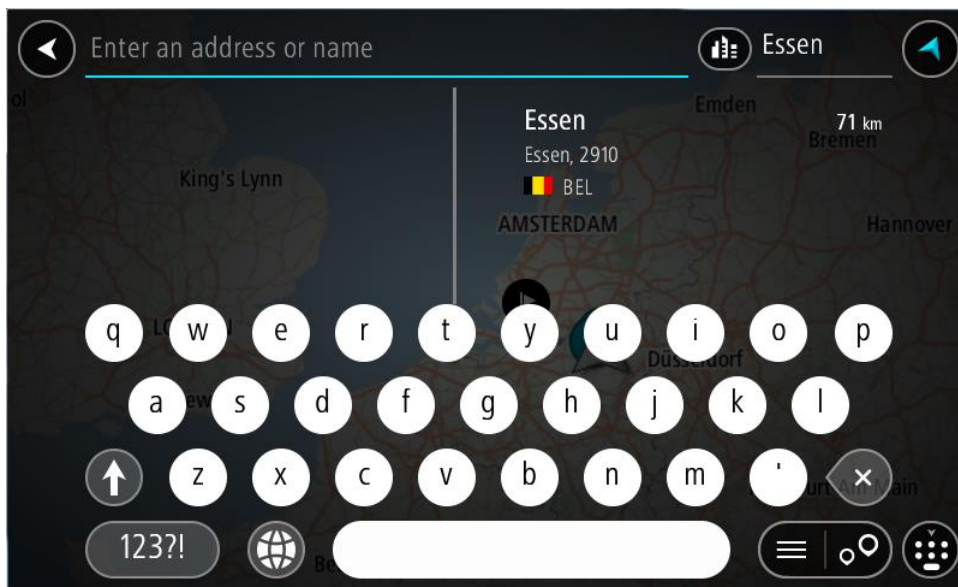 Enter an address or name
Essen
Essen
71 km
Essen, 2910
BEL
Emden
Bremen
King's Lynn
AMSTERDAM
Hannover
q w e r t y u i o p
Düsseldorf
a s d f g h j k l
z x c v b n m '
123?!